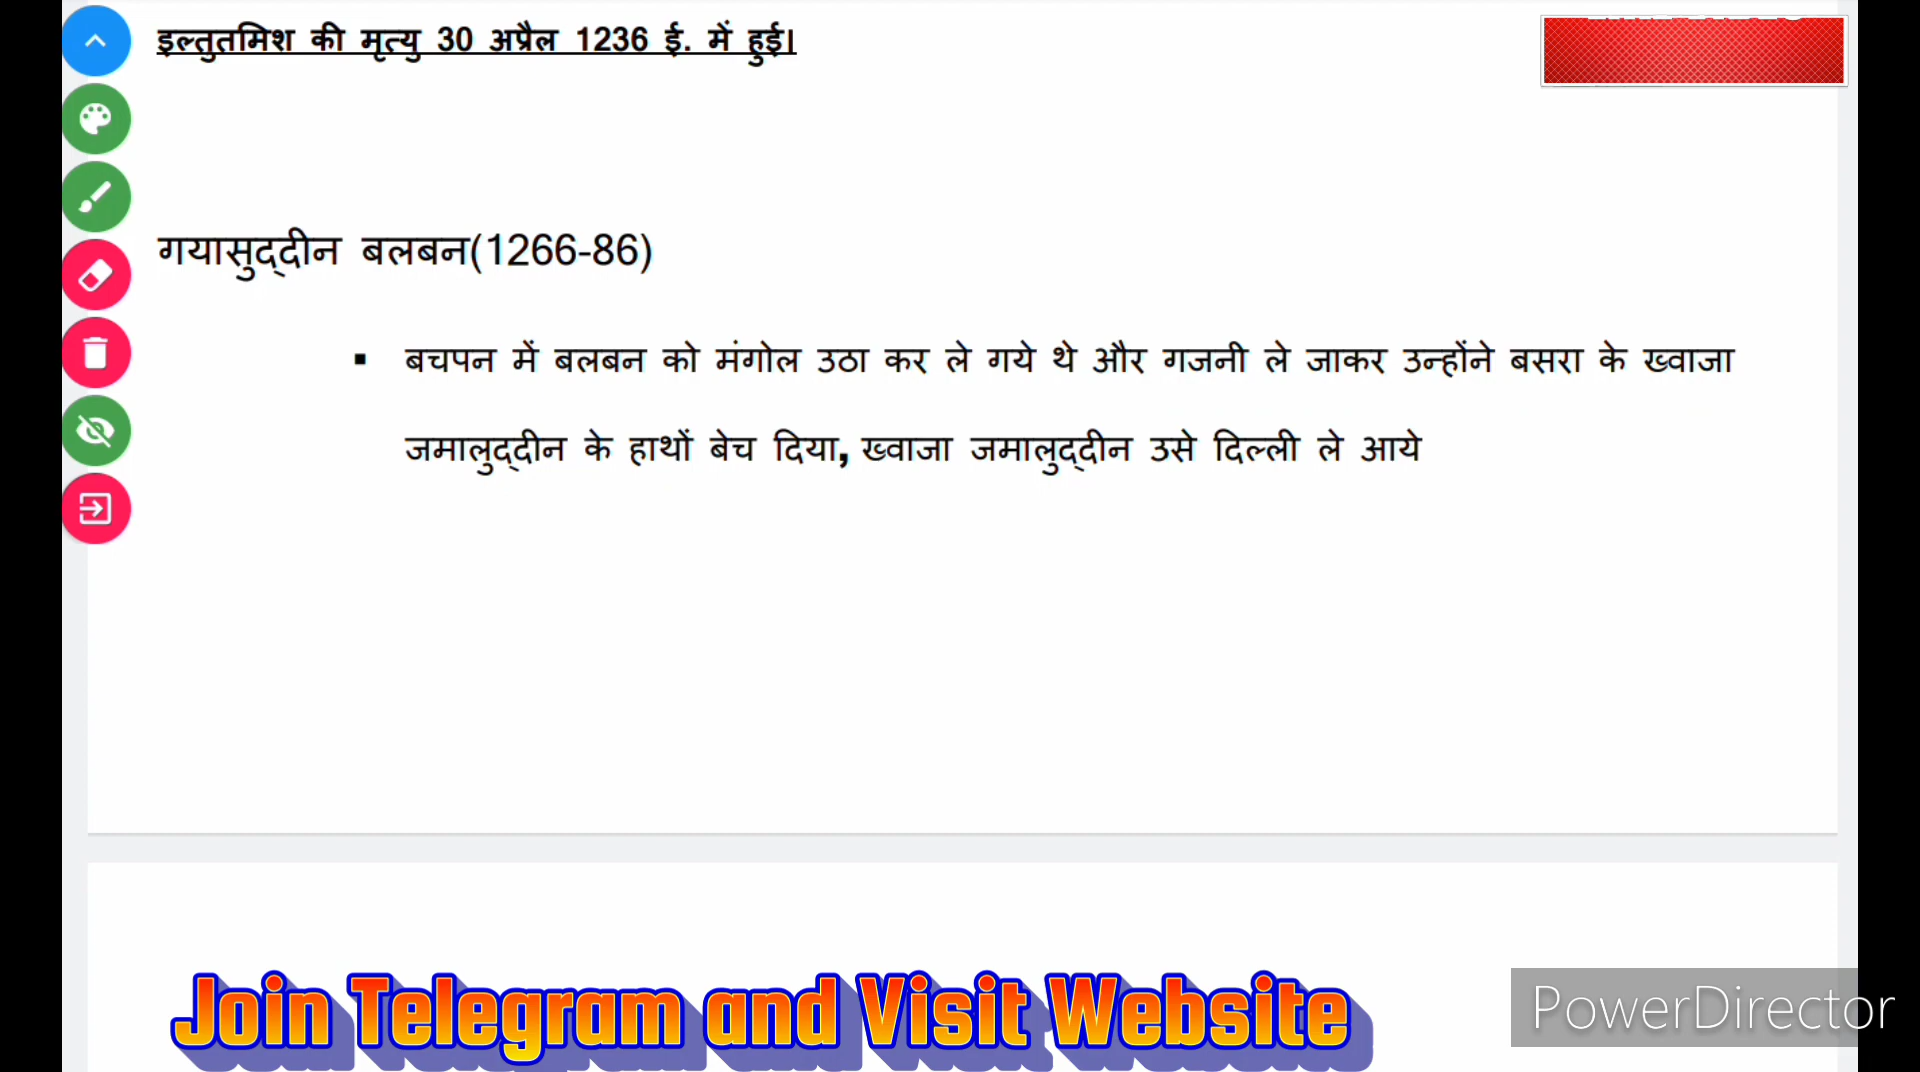 इल्तुतमिश की मृत्यु 30 अप्रैल 1236 ई. में हुई।
गयासुद्दीन बलबन(1266-86)
▪ बचपन में बलबन को मंगोल उठा कर ले गये थे और गजनी ले जाकर उन्होंने बसरा के ख्वाजा
जमालुद्दीन के हाथों बेच दिया, ख्वाजा जमालुद्दीन उसे दिल्ली ले आये
Join Telegram and Visit Website
PowerDirector